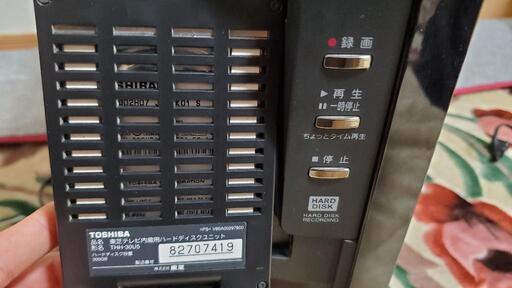 ●録画
▶再生
❚❚一時停止
ちょっとタイム再生
■停止
HARD
DISK
HARD DISK
RECORDING
TOSHIBA
品名 東芝テレビ内蔵用ハードディスクユニット
形名 THH-30U5
ハードディスク容量
300GB
82707419
株式会社 東芝